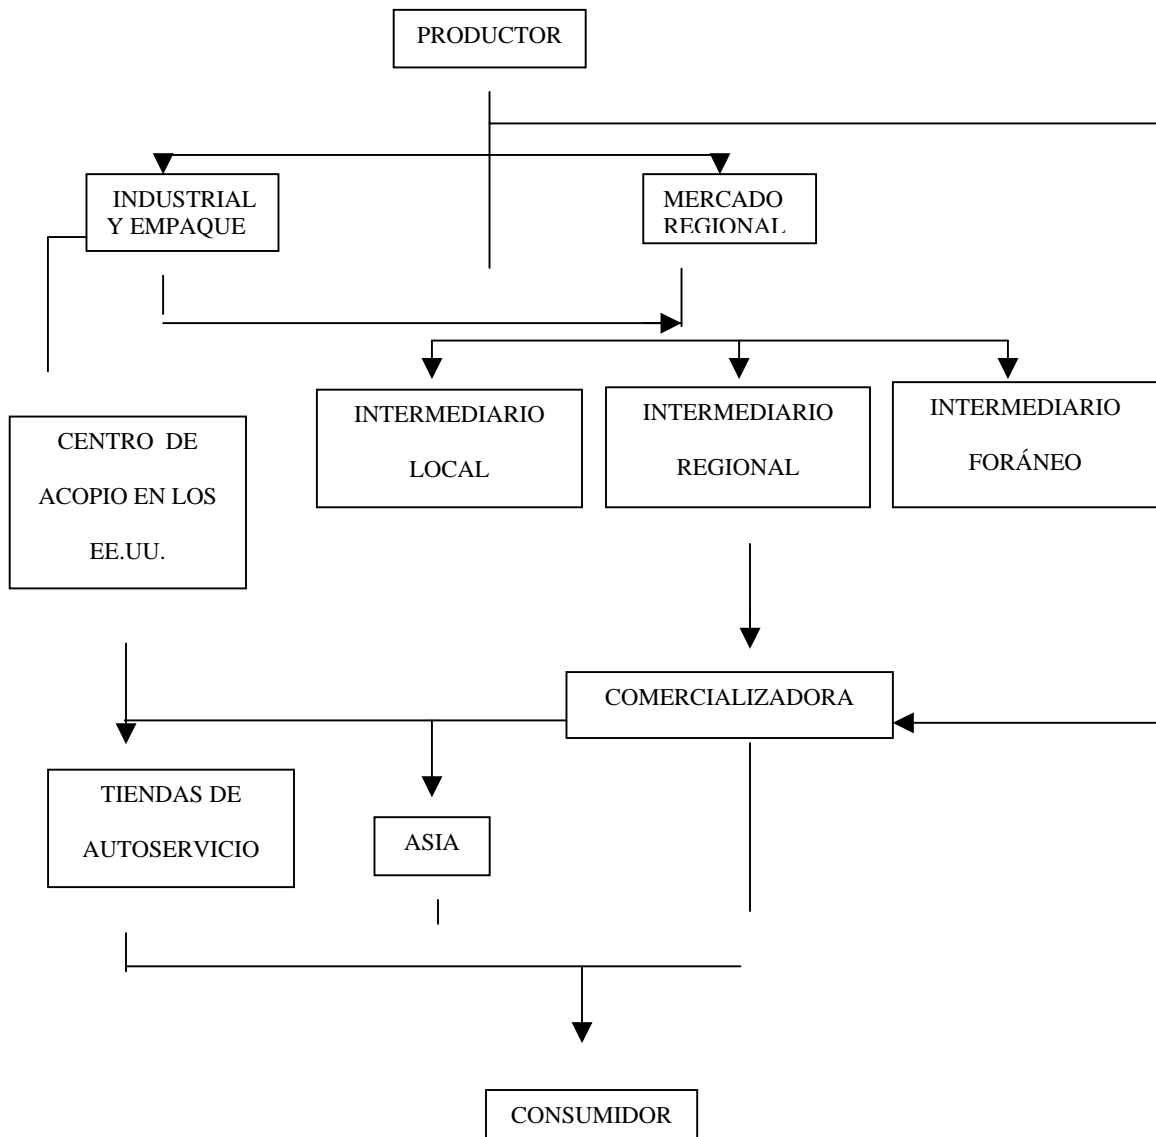 PRODUCTOR
INDUSTRIAL
Y EMPAQUE
MERCADO
REGIONAL
INTERMEDIARIO
LOCAL
INTERMEDIARIO
REGIONAL
INTERMEDIARIO
FORÁNEO
CENTRO DE
ACOPIO EN LOS
EE.UU.
COMERCIALIZADORA
TIENDAS DE
AUTOSERVICIO
ASIA
CONSUMIDOR